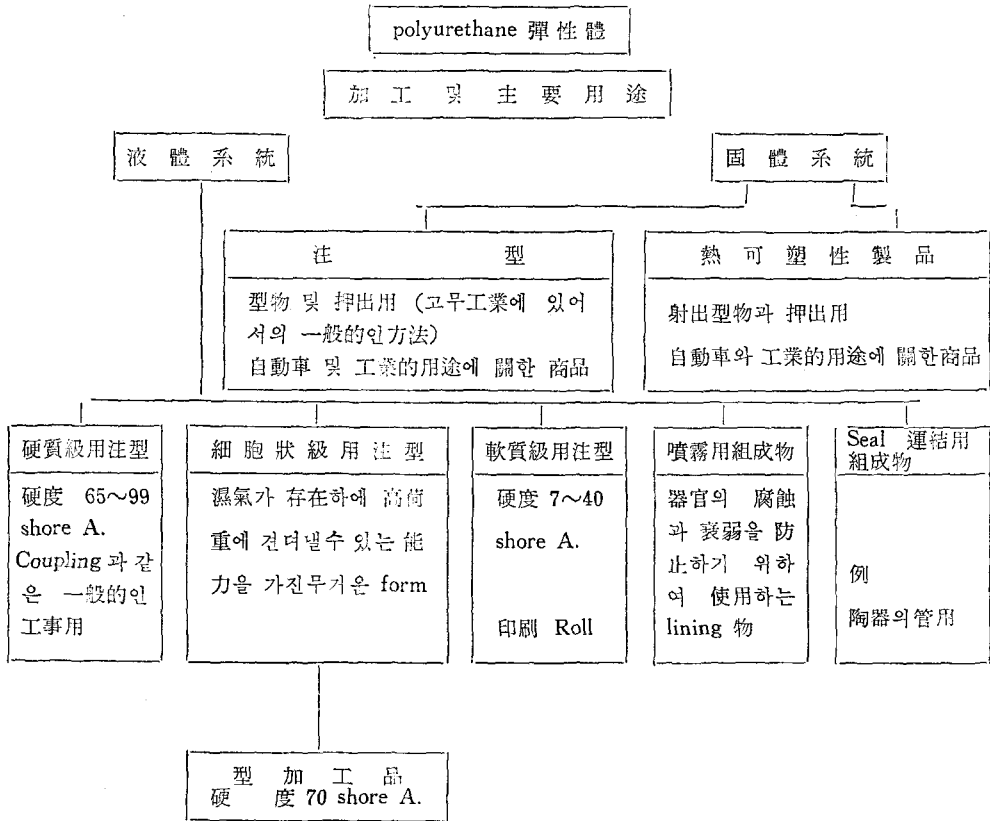 polyurethane 彈性體
加工 및 主要用途
液體系統
固體系統
注型
型物 및 押出用 (고무工業에 있어
서의 一般的인方法)
自動車 및 工業的用途에 關한 商品
熱可塑性製品
射出型物과 押出用
自動車와 工業的用途에 關한商品
硬質級用注型
硬度 65~99
shore A.
Coupling과 같
은 一般的인
工事用
細胞狀級用注型
濕氣가 存在하에 高荷
重에 견뎌낼수 있는 能
力을 가진무거운 form
軟質級用注型
硬度 7~40
shore A.
印刷 Roll
噴霧用組成物
器官의 腐蝕
과 衰弱을 防
止하기 위하
여 使用하는
lining 物
Seal 連結用
組成物
例
陶器의管用
型加工品
硬度 70 shore A.